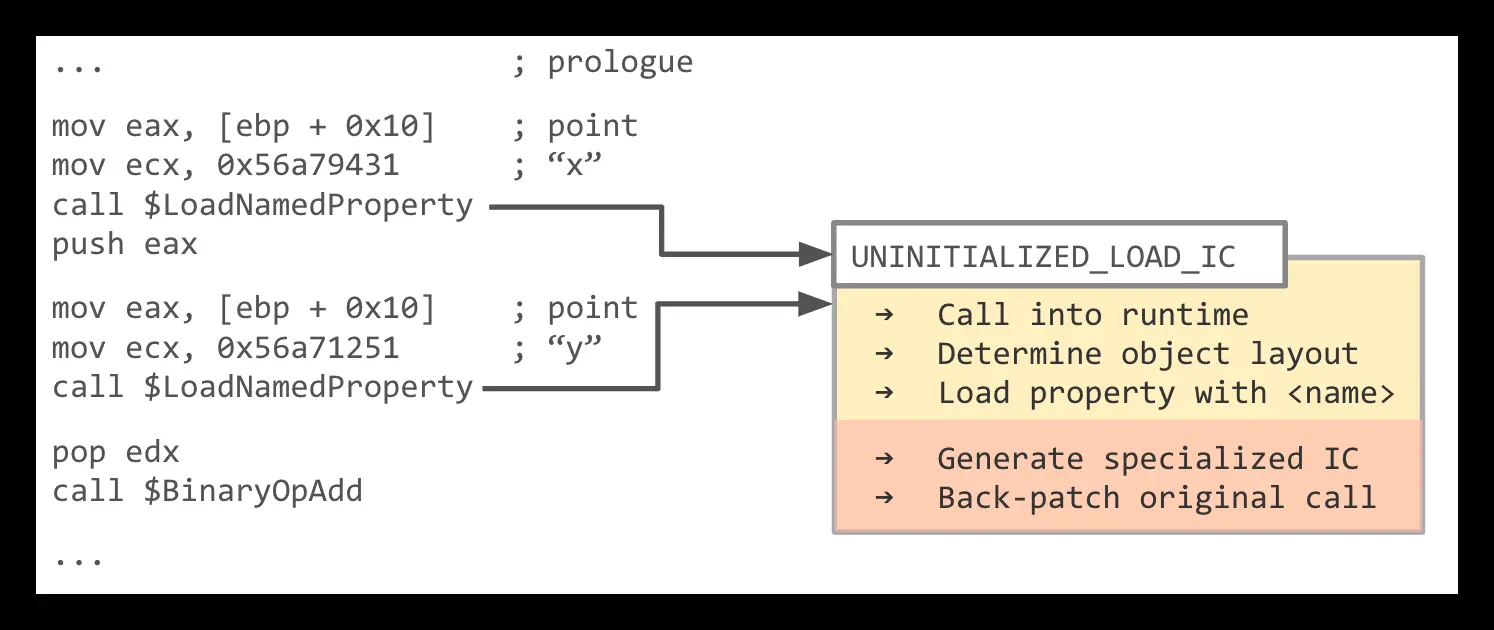 ... ; prologue
mov eax, [ebp + 0x10] ; point
mov ecx, 0x56a79431 ; “x”
call $LoadNamedProperty
push eax
mov eax, [ebp + 0x10] ; point
mov ecx, 0x56a71251 ; “y”
call $LoadNamedProperty
pop edx
call $BinaryOpAdd
...
UNINITIALIZED_LOAD_IC
➔ Call into runtime
➔ Determine object layout
➔ Load property with <name>
➔ Generate specialized IC
➔ Back-patch original call